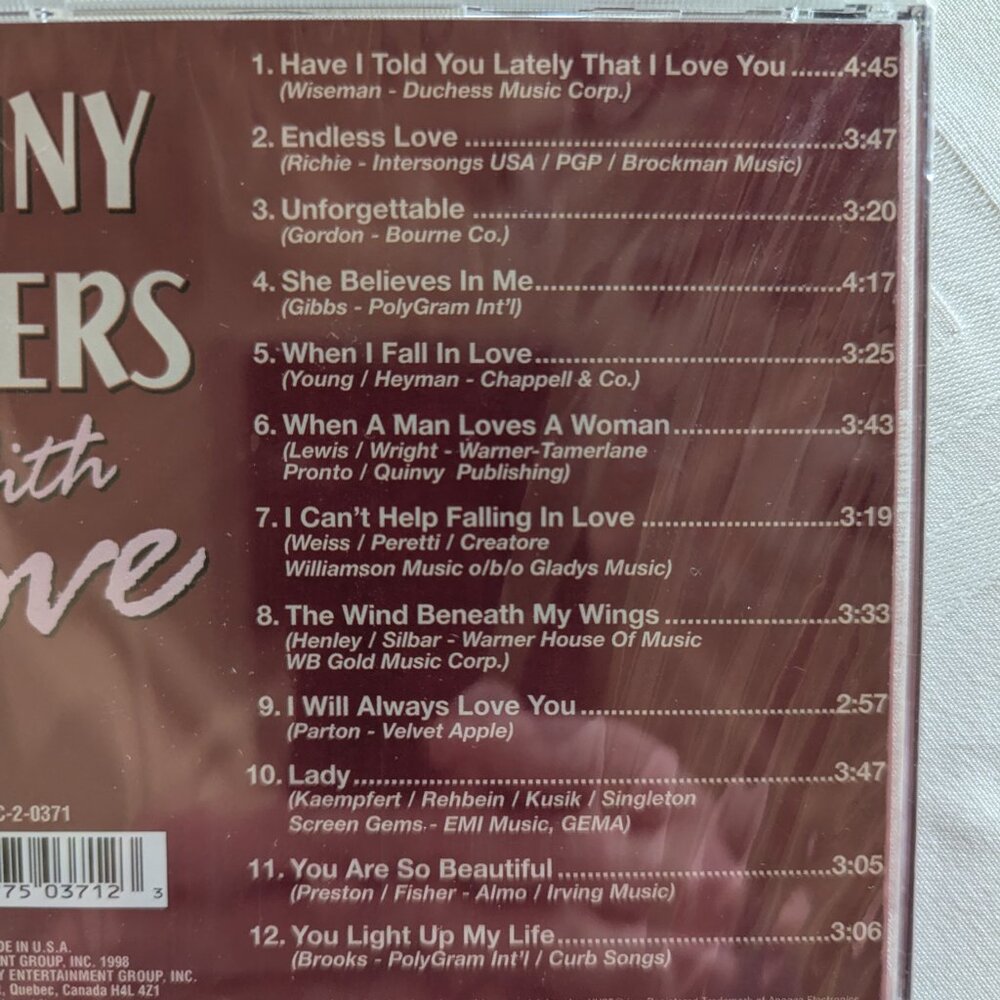 NNY
ERS
ith
ove
1. Have I Told You Lately That I Love You.......4:45
(Wiseman - Duchess Music Corp.)
2. Endless Love ....................................................3:47
(Richie - Intersongs USA / PGP / Brockman Music)
3. Unforgettable ...................................................3:20
(Gordon - Bourne Co.)
4. She Believes In Me..........................................4:17
(Gibbs - PolyGram Int'l)
5. When I Fall In Love..........................................3:25
(Young / Heyman - Chappell & Co.)
6. When A Man Loves A Woman.......................3:43
(Lewis / Wright - Warner-Tamerlane
Pronto / Quinvy Publishing)
7. I Can't Help Falling In Love ...........................3:19
(Weiss / Peretti / Creatore
Williamson Music o/b/o Gladys Music)
8. The Wind Beneath My Wings........................3:33
(Henley / Silbar - Warner House Of Music
WB Gold Music Corp.)
9. I Will Always Love You...................................2:57
(Parton - Velvet Apple)
10. Lady.................................................................3:47
(Kaempfert / Rehbein / Kusik / Singleton
Screen Gems - EMI Music, GEMA)
11. You Are So Beautiful......................................3:05
(Preston / Fisher - Almo / Irving Music)
12. You Light Up My Life......................................3:06
(Brooks - PolyGram Int'l / Curb Songs)
C-2-0371
75 03712 3
DE IN U.S.A.
NT GROUP, INC. 1998
Y ENTERTAINMENT GROUP, INC.
Quebec, Canada H4L 4Z1